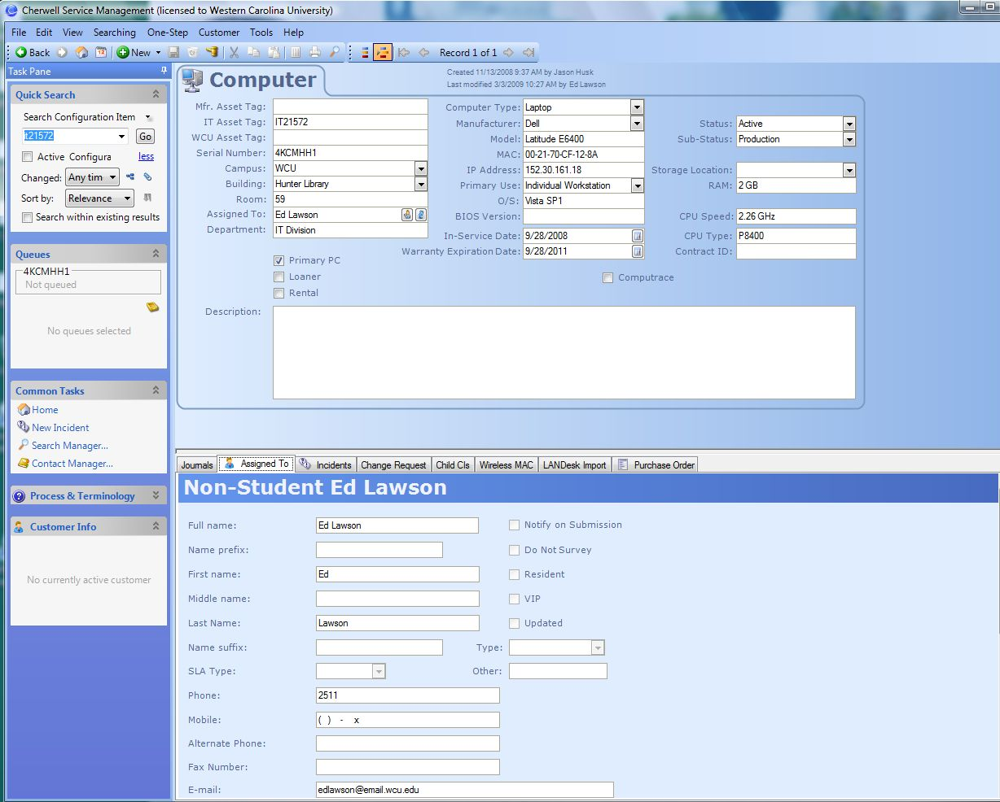 Cherwell Service Management (licensed to Western Carolina University)
File Edit View Searching One-Step Customer Tools Help
Back New Record 1 of 1
Task Pane
Quick Search
Search Configuration Item
it21572 Go
Active Configura less
Changed: Any tim
Sort by: Relevance
Search within existing results
Queues
4KCMHH1
Not queued
No queues selected
Common Tasks
Home
New Incident
Search Manager...
Contact Manager...
Process & Terminology
Customer Info
No currently active customer
Computer
Created 11/13/2008 9:37 AM by Jason Husk
Last modified 3/3/2009 10:27 AM by Ed Lawson
Mfr. Asset Tag:
IT Asset Tag: IT21572
WCU Asset Tag:
Serial Number: 4KCMHH1
Campus: WCU
Building: Hunter Library
Room: 59
Assigned To: Ed Lawson
Department: IT Division
Primary PC
Loaner
Rental
Computer Type: Laptop
Manufacturer: Dell
Model: Latitude E6400
MAC: 00-21-70-CF-12-8A
IP Address: 152.30.161.18
Primary Use: Individual Workstation
O/S: Vista SP1
BIOS Version:
In-Service Date: 9/28/2008
Warranty Expiration Date: 9/28/2011
Computrace
Status: Active
Sub-Status: Production
Storage Location:
RAM: 2 GB
CPU Speed: 2.26 GHz
CPU Type: P8400
Contract ID:
Description:
Journals Assigned To Incidents Change Request Child CIs Wireless MAC LANDesk Import Purchase Order
Non-Student Ed Lawson
Full name: Ed Lawson Notify on Submission
Name prefix: Do Not Survey
First name: Ed Resident
Middle name: VIP
Last Name: Lawson Updated
Name suffix: Type:
SLA Type: Other:
Phone: 2511
Mobile: ( ) - x
Alternate Phone:
Fax Number:
E-mail: edlawson@email.wcu.edu